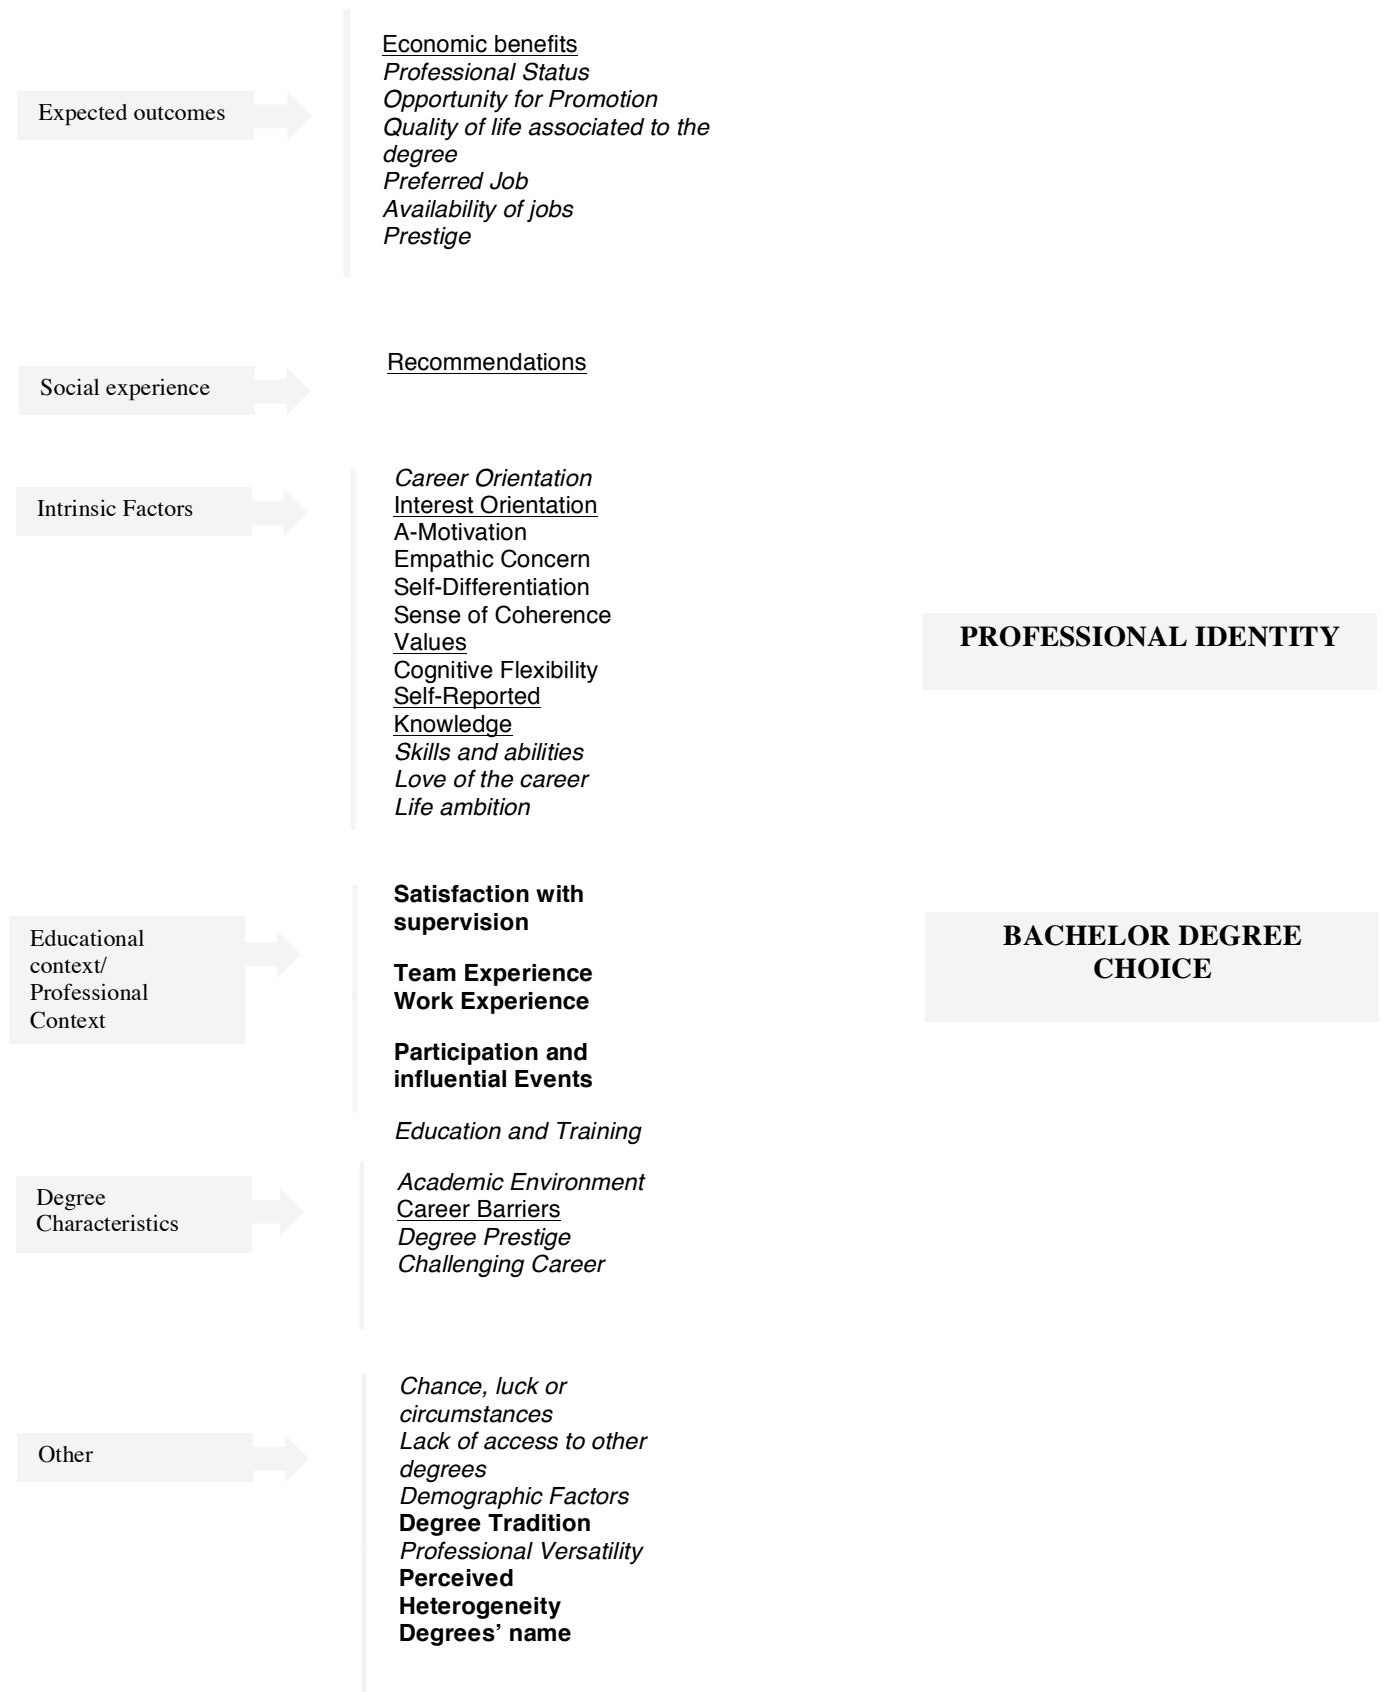 Expected outcomes
Economic benefits
Professional Status
Opportunity for Promotion
Quality of life associated to the
degree
Preferred Job
Availability of jobs
Prestige
Social experience
Recommendations
Intrinsic Factors
Career Orientation
Interest Orientation
A-Motivation
Empathic Concern
Self-Differentiation
Sense of Coherence
Values
Cognitive Flexibility
Self-Reported
Knowledge
Skills and abilities
Love of the career
Life ambition
PROFESSIONAL IDENTITY
Educational
context/
Professional
Context
Satisfaction with
supervision
Team Experience
Work Experience
Participation and
influential Events
Education and Training
BACHELOR DEGREE
CHOICE
Degree
Characteristics
Academic Environment
Career Barriers
Degree Prestige
Challenging Career
Other
Chance, luck or
circumstances
Lack of access to other
degrees
Demographic Factors
Degree Tradition
Professional Versatility
Perceived
Heterogeneity
Degrees’ name